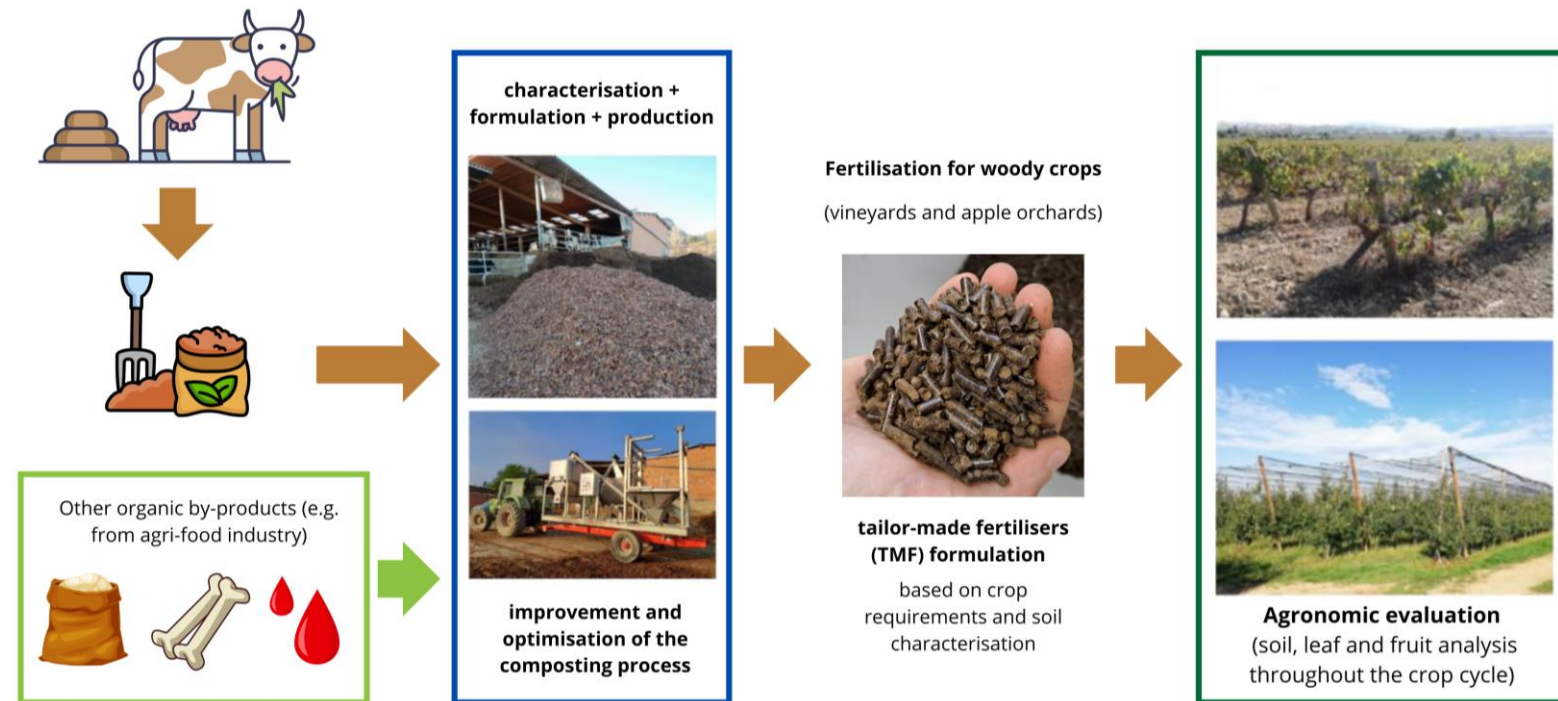 Other organic by-products (e.g.
from agri-food industry)
characterisation +
formulation + production
improvement and
optimisation of the
composting process
Fertilisation for woody crops
(vineyards and apple orchards)
tailor-made fertilisers
(TMF) formulation
based on crop
requirements and soil
characterisation
Agronomic evaluation
(soil, leaf and fruit analysis
throughout the crop cycle)